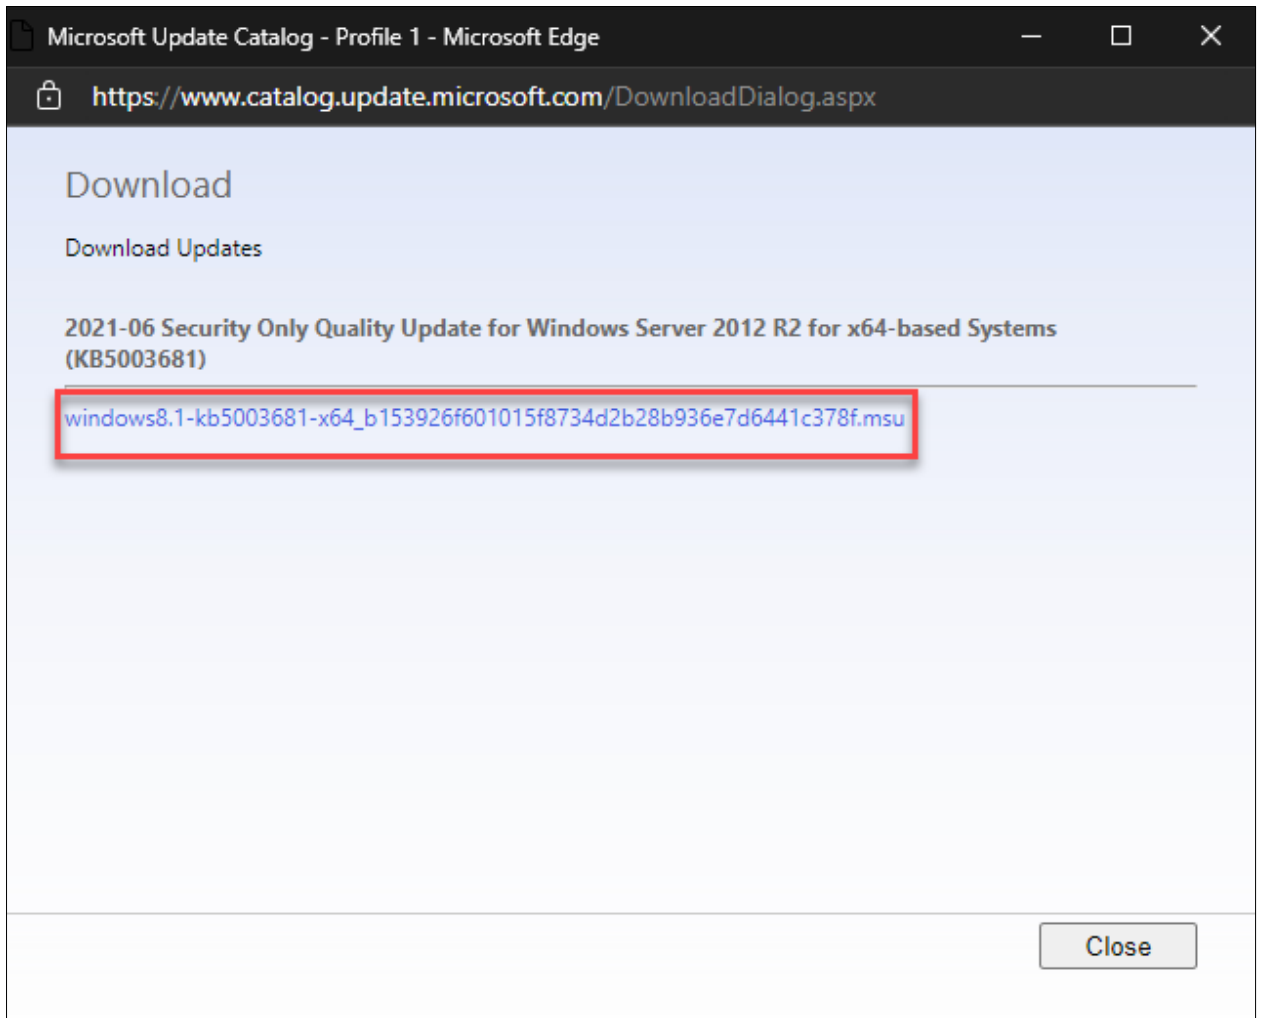 Microsoft Update Catalog - Profile 1 - Microsoft Edge
https://www.catalog.update.microsoft.com/DownloadDialog.aspx
Download
Download Updates
2021-06 Security Only Quality Update for Windows Server 2012 R2 for x64-based Systems
(KB5003681)
windows8.1-kb5003681-x64_b153926f601015f8734d2b28b936e7d6441c378f.msu
Close